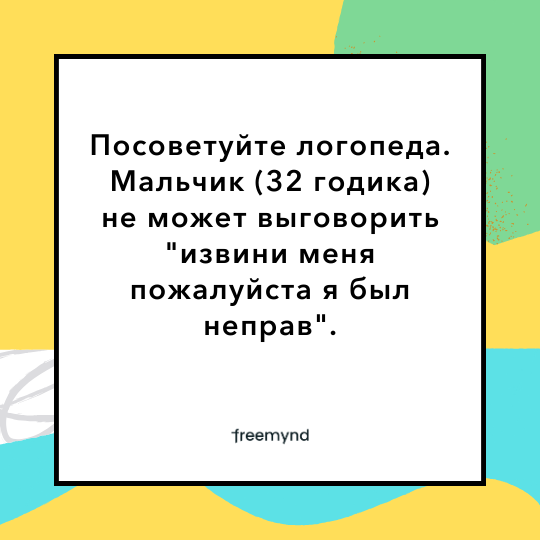 Посоветуйте логопеда.
Мальчик (32 годика)
не может выговорить
"извини меня
пожалуйста я был
неправ".
freemynd